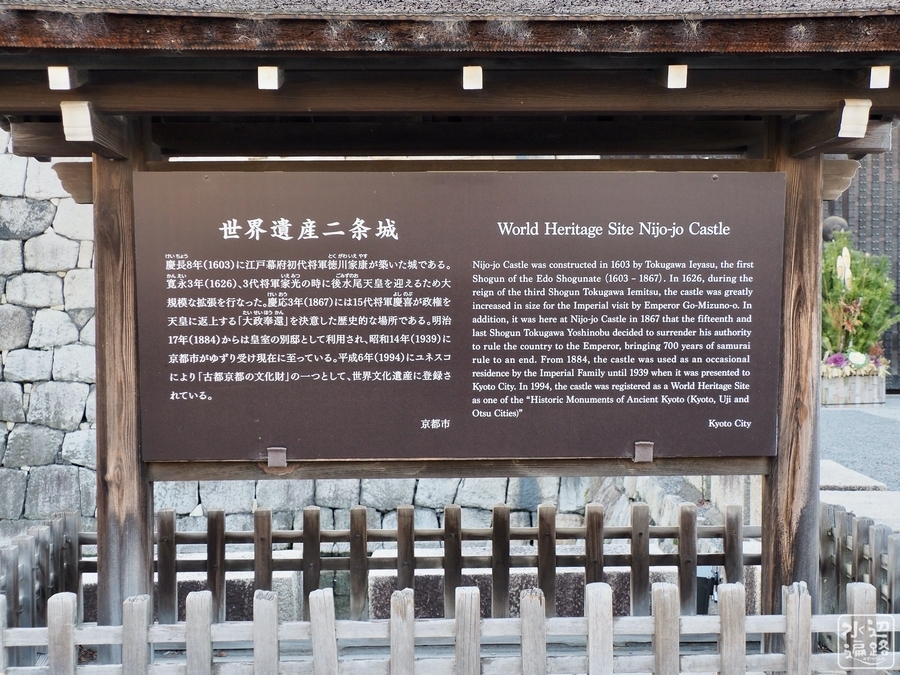 世界遺産二条城
慶長8年(1603)に江戸幕府初代将軍徳川家康が築いた城である。
寛永3年(1626)、3代将軍家光の時に後水尾天皇を迎えるため大
規模な拡張を行なった。慶応3年(1867)には15代将軍慶喜が政権を
天皇に返上する「大政奉還」を決意した歴史的な場所である。明治
17年(1884)からは皇室の別邸として利用され、昭和14年(1939)に
京都市がゆずり受け現在に至っている。平成6年(1994)にユネスコ
により「古都京都の文化財」の一つとして、世界文化遺産に登録さ
れている。
京都市
World Heritage Site Nijo-jo Castle
Nijo-jo Castle was constructed in 1603 by Tokugawa Ieyasu, the first
Shogun of the Edo Shogunate (1603 – 1867). In 1626, during the
reign of the third Shogun Tokugawa Iemitsu, the castle was greatly
increased in size for the Imperial visit by Emperor Go-Mizuno-o. In
addition, it was here at Nijo-jo Castle in 1867 that the fifteenth and
last Shogun Tokugawa Yoshinobu decided to surrender his authority
to rule the country to the Emperor, bringing 700 years of samurai
rule to an end. From 1884, the castle was used as an occasional
residence by the Imperial Family until 1939 when it was presented to
Kyoto City. In 1994, the castle was registered as a World Heritage Site
as one of the “Historic Monuments of Ancient Kyoto (Kyoto, Uji and
Otsu Cities)”
Kyoto City
水辺
遍路